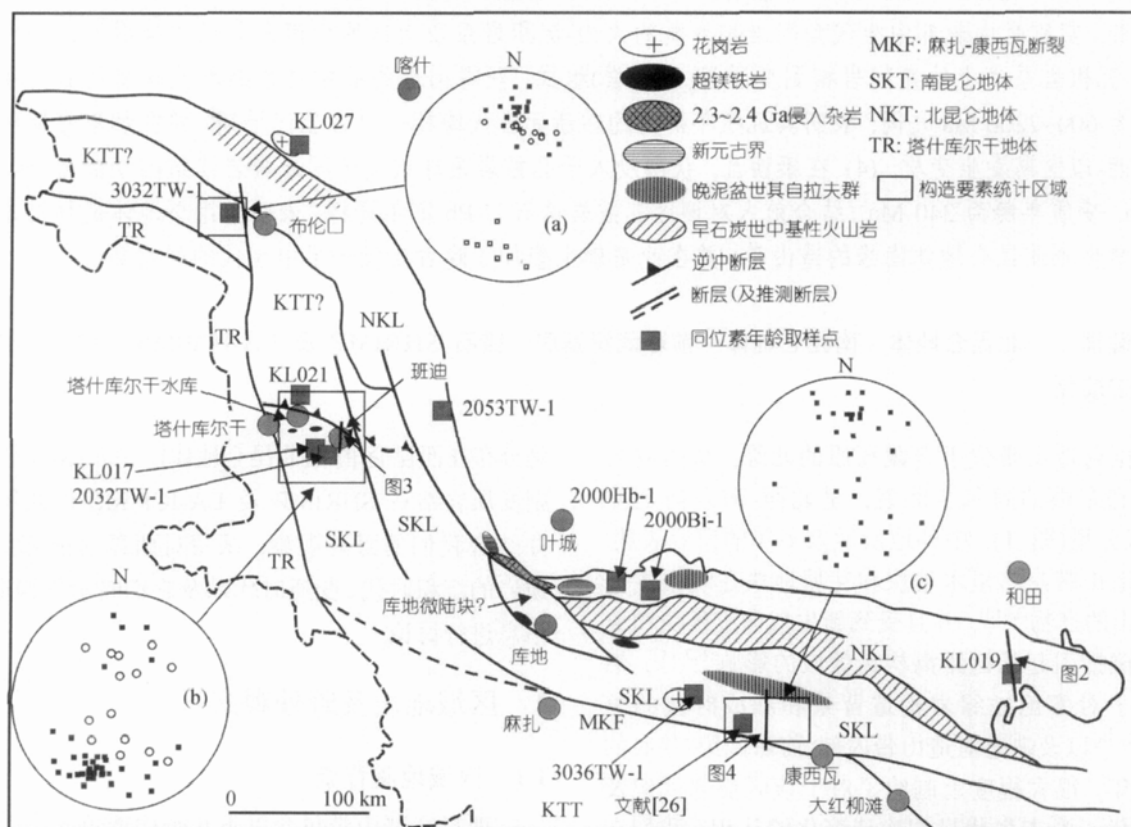 花岗岩
超镁铁岩
2.3~2.4 Ga侵入杂岩
新元古界
晚泥盆世其自拉夫群
早石炭世中基性火山岩
逆冲断层
断层(及推测断层)
同位素年龄取样点
MKF: 麻扎-康西瓦断裂
SKT: 南昆仑地体
NKT: 北昆仑地体
TR: 塔什库尔干地体
构造要素统计区域
喀什
N
(a)
KL027
KTT?
3032TW-1
布伦口
TR
KTT?
NKL
TR
KL021
班迪
塔什库尔干水库
2053TW-1
塔什库尔干
KL017
2032TW-1
图3
SKL
SKL
TR
N
(b)
叶城
2000Hb-1
2000Bi-1
N
(c)
和田
库地微陆块?
库地
NKL
KL019
图2
SKL
MKF
SKL
麻扎
3036TW-1
图4
康西瓦
文献[26]
大红柳滩
KTT
0
100 km